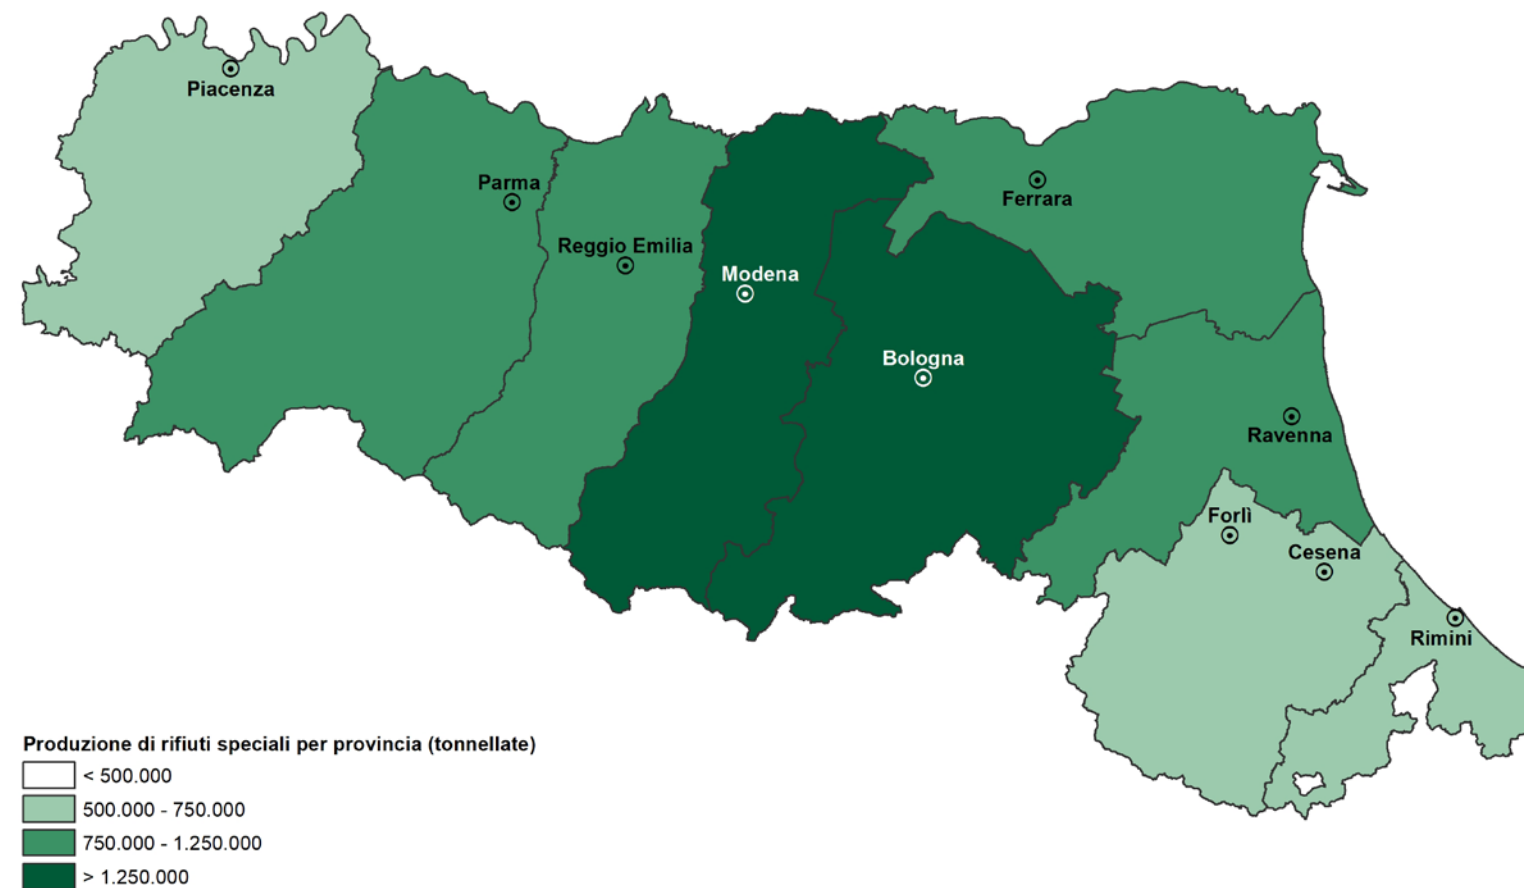 Piacenza
Parma
Ferrara
Reggio Emilia
Modena
Bologna
Ravenna
Forlì
Cesena
Rimini
Produzione di rifiuti speciali per provincia (tonnellate)
< 500.000
500.000 - 750.000
750.000 - 1.250.000
> 1.250.000